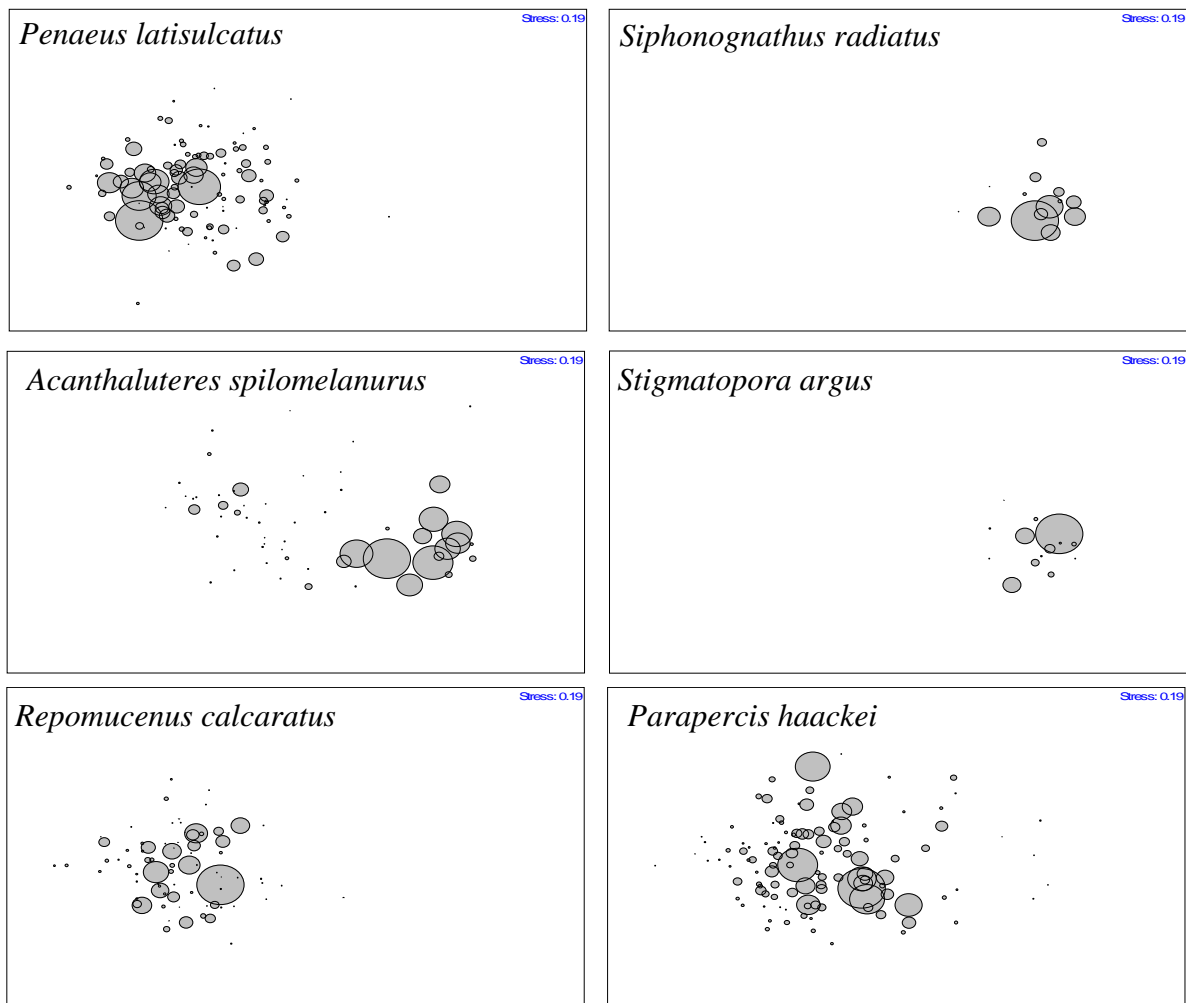 Stress: 0.19
Penaeus latisulcatus
Stress: 0.19
Siphonognathus radiatus
Stress: 0.19
Acanthaluteres spilomelanurus
Stress: 0.19
Stigmatopora argus
Stress: 0.19
Repomucenus calcaratus
Stress: 0.19
Parapercis haackei